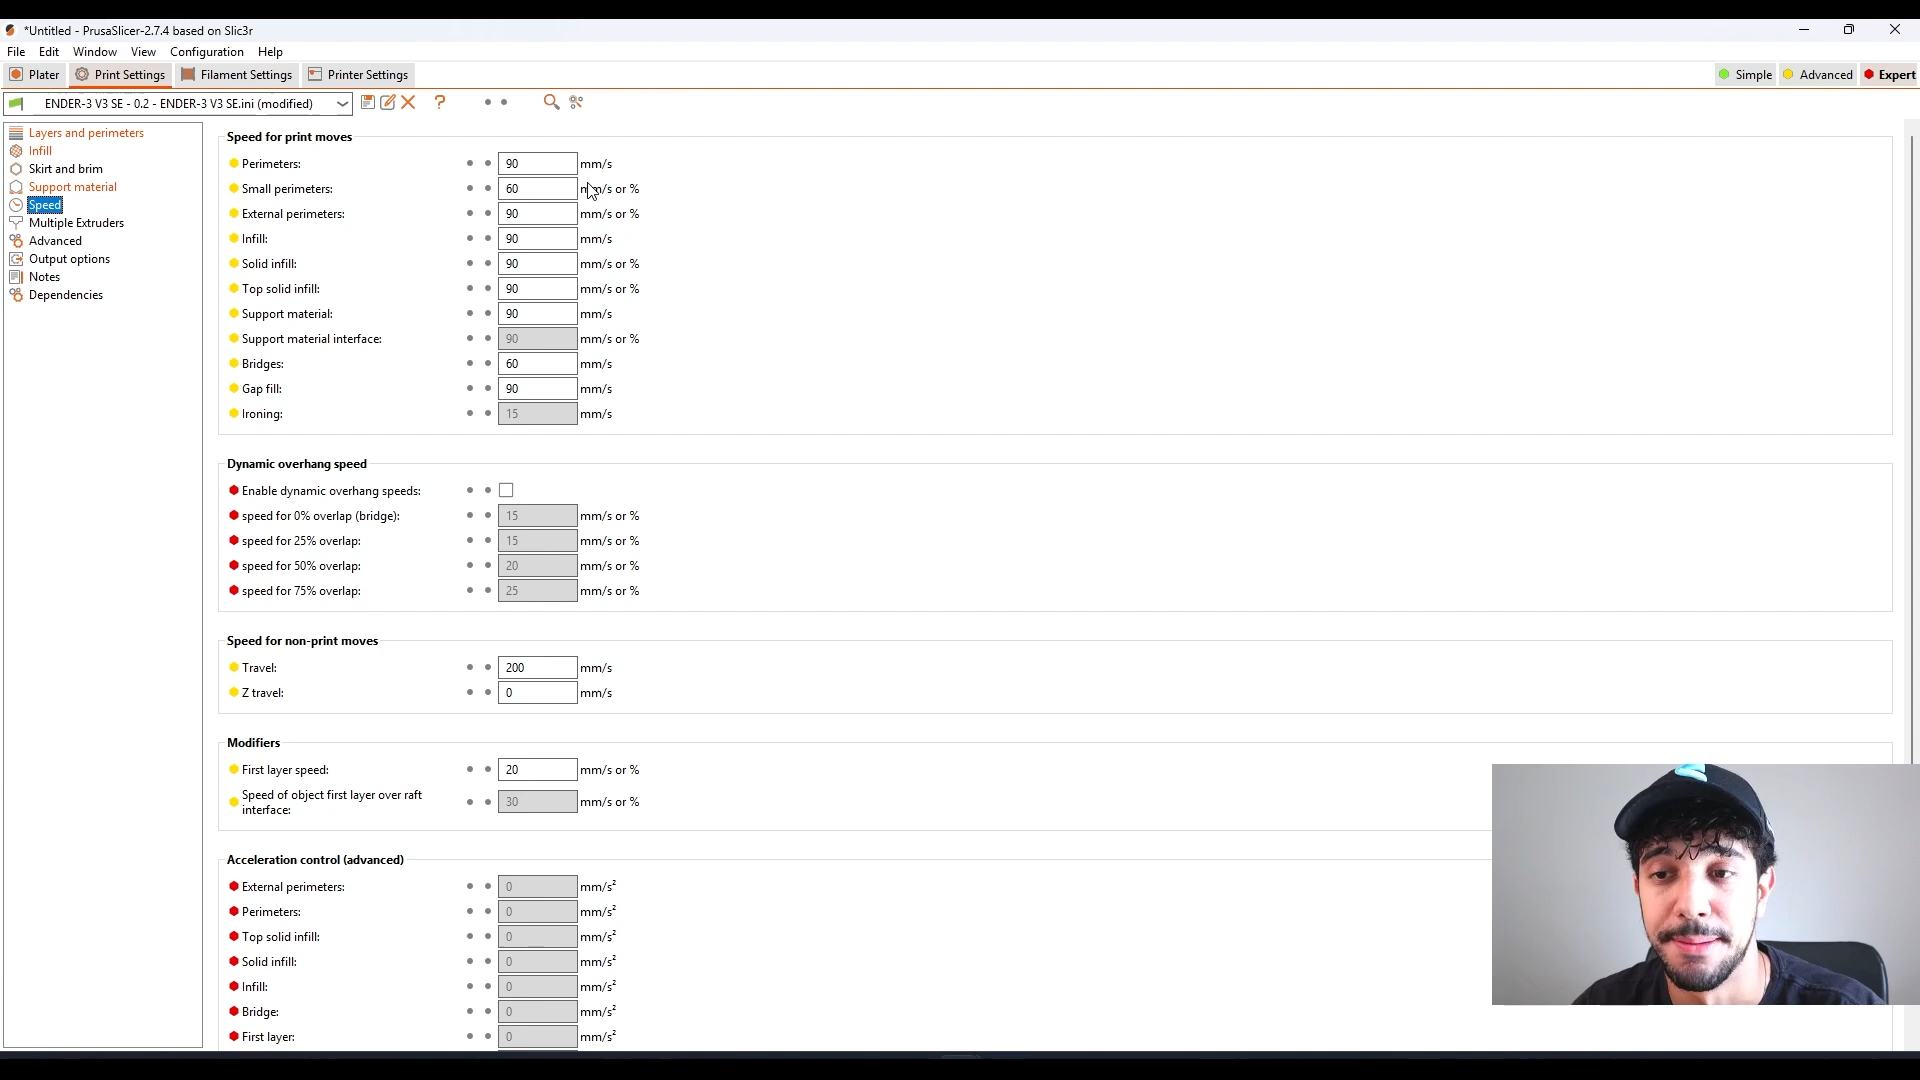 *Untitled - PrusaSlicer-2.7.4 based on Slic3r
File Edit Window View Configuration Help
Plater Print Settings Filament Settings Printer Settings Simple Advanced Expert
ENDER-3 V3 SE - 0.2 - ENDER-3 V3 SE.ini (modified) ?
Layers and perimeters
Infill
Skirt and brim
Support material
Speed
Multiple Extruders
Advanced
Output options
Notes
Dependencies
Speed for print moves
Perimeters: 90 mm/s
Small perimeters: 60 mm/s or %
External perimeters: 90 mm/s or %
Infill: 90 mm/s
Solid infill: 90 mm/s or %
Top solid infill: 90 mm/s or %
Support material: 90 mm/s
Support material interface: 90 mm/s or %
Bridges: 60 mm/s
Gap fill: 90 mm/s
Ironing: 15 mm/s
Dynamic overhang speed
Enable dynamic overhang speeds:
speed for 0% overlap (bridge): 15 mm/s or %
speed for 25% overlap: 15 mm/s or %
speed for 50% overlap: 20 mm/s or %
speed for 75% overlap: 25 mm/s or %
Speed for non-print moves
Travel: 200 mm/s
Z travel: 0 mm/s
Modifiers
First layer speed: 20 mm/s or %
Speed of object first layer over raft
interface: 30 mm/s or %
Acceleration control (advanced)
External perimeters: 0 mm/s²
Perimeters: 0 mm/s²
Top solid infill: 0 mm/s²
Solid infill: 0 mm/s²
Infill: 0 mm/s²
Bridge: 0 mm/s²
First layer: 0 mm/s²